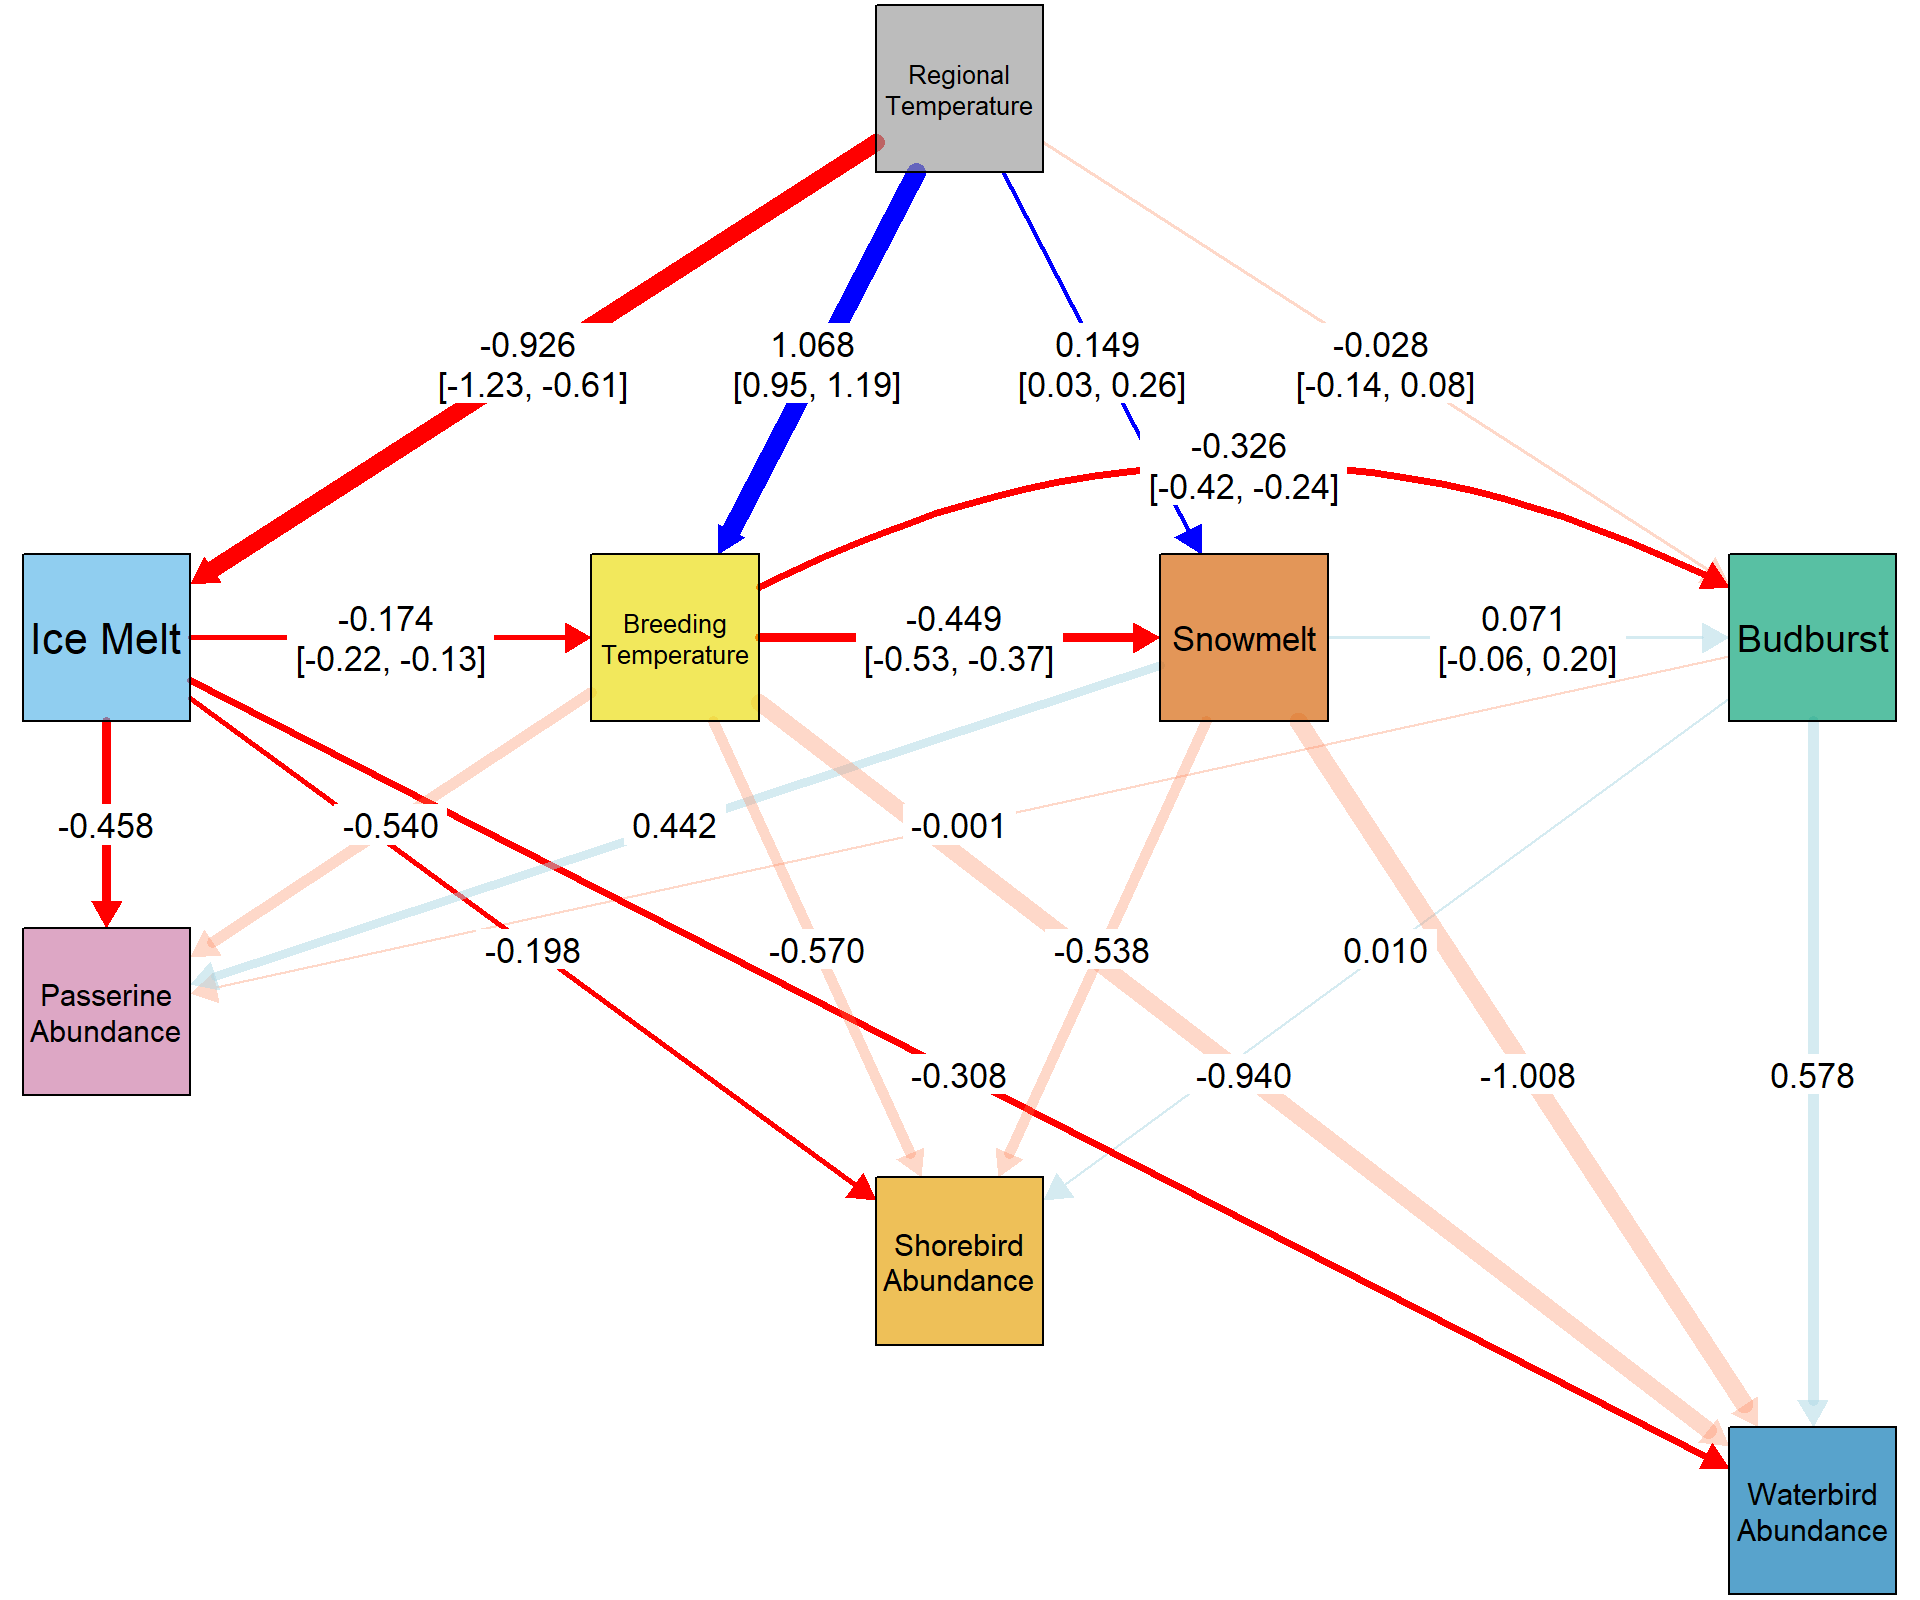 Regional
Temperature
-0.926
[-1.23, -0.61]
1.068
[0.95, 1.19]
0.149
[0.03, 0.26]
-0.028
[-0.14, 0.08]
-0.326
[-0.42, -0.24]
Ice Melt
-0.174
[-0.22, -0.13]
Breeding
Temperature
-0.449
[-0.53, -0.37]
Snowmelt
0.071
[-0.06, 0.20]
Budburst
-0.458
-0.540
0.442
-0.001
-0.198
-0.570
-0.538
0.010
Passerine
Abundance
-0.308
-0.940
-1.008
0.578
Shorebird
Abundance
Waterbird
Abundance